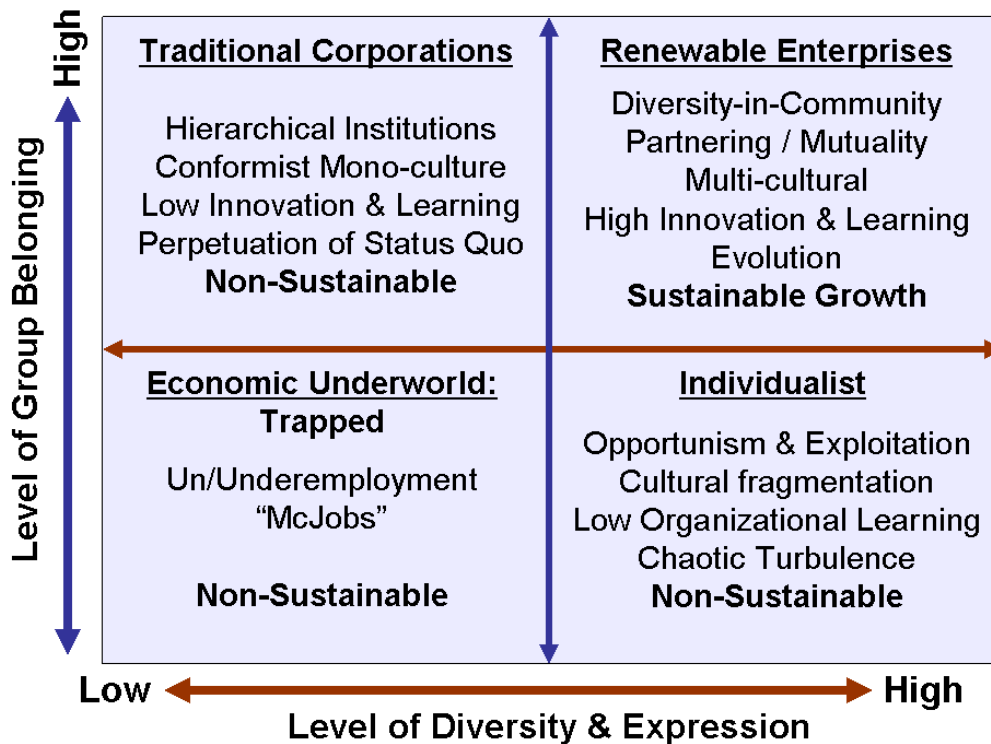 High
Level of Group Belonging
Traditional Corporations
Hierarchical Institutions
Conformist Mono-culture
Low Innovation & Learning
Perpetuation of Status Quo
Non-Sustainable
Renewable Enterprises
Diversity-in-Community
Partnering / Mutuality
Multi-cultural
High Innovation & Learning
Evolution
Sustainable Growth
Economic Underworld:
Trapped
Un/Underemployment
“McJobs”
Non-Sustainable
Individualist
Opportunism & Exploitation
Cultural fragmentation
Low Organizational Learning
Chaotic Turbulence
Non-Sustainable
Low
High
Level of Diversity & Expression